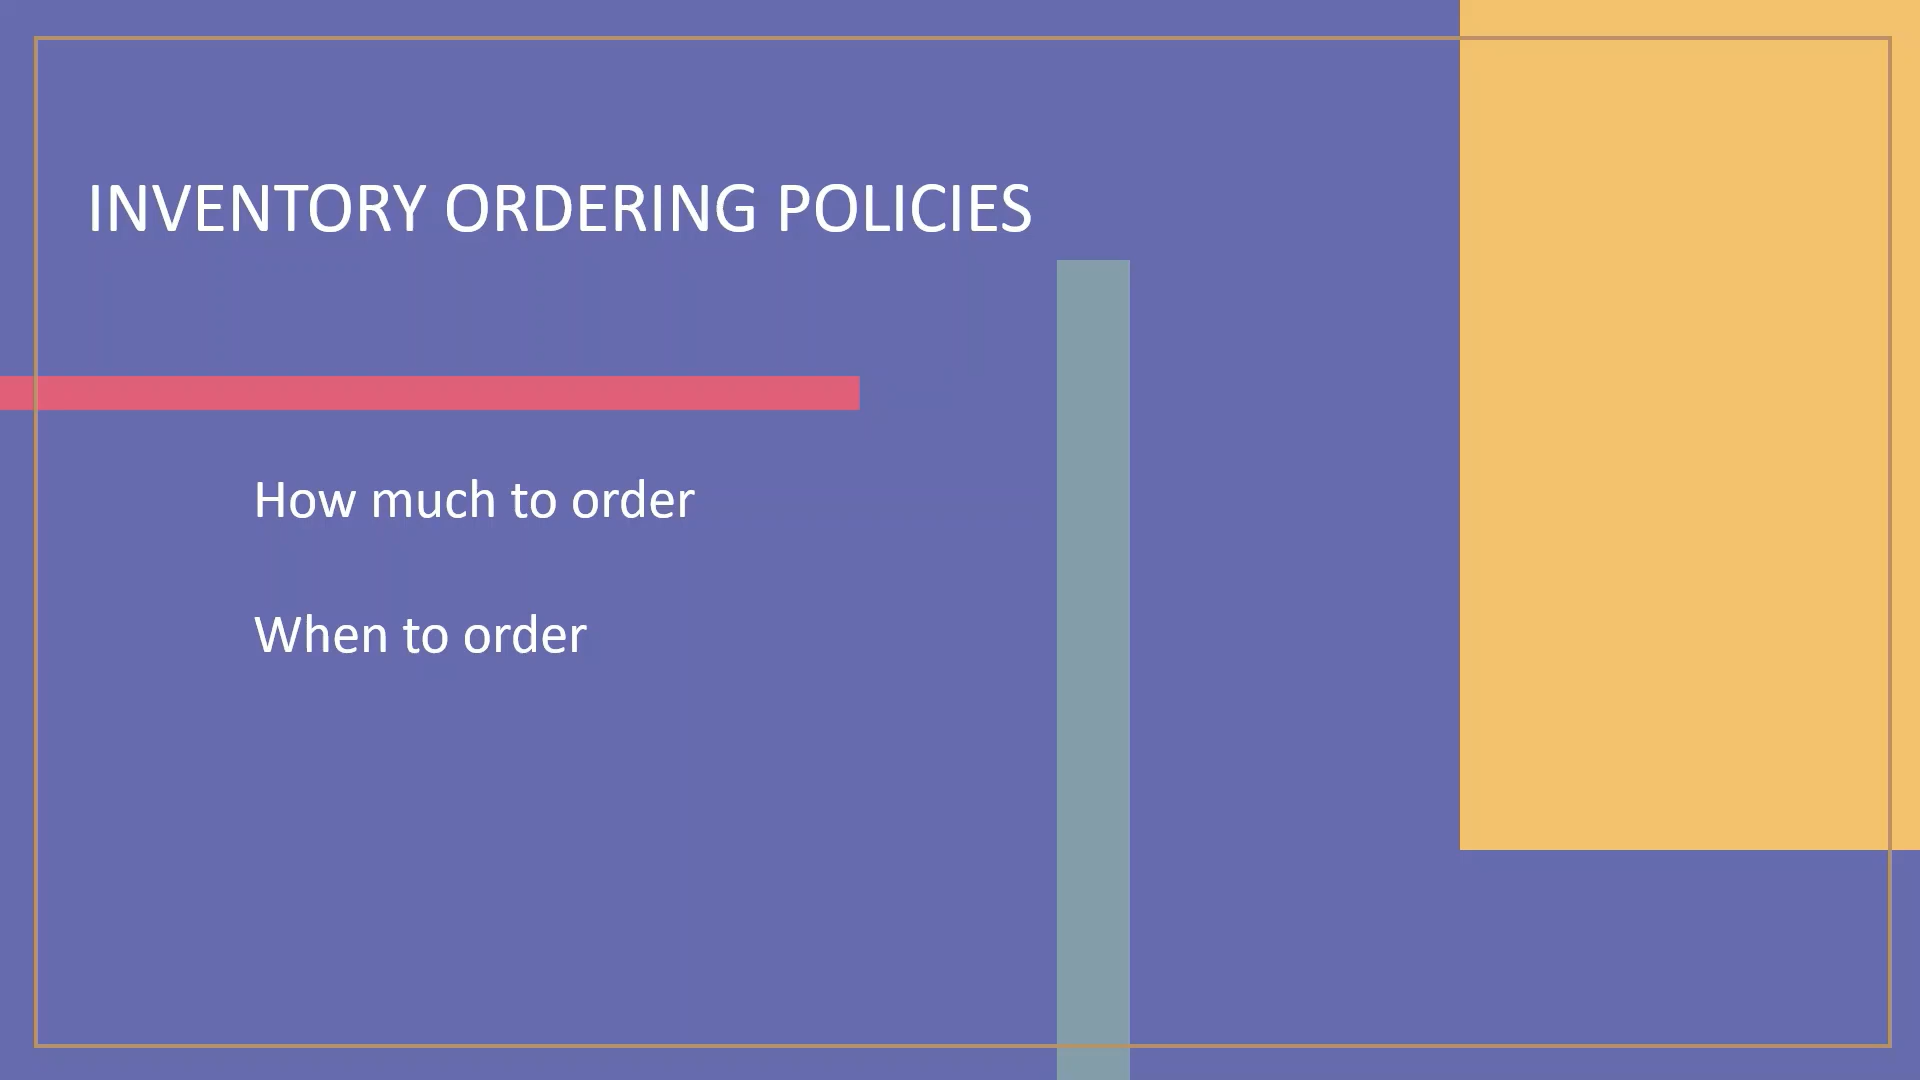 INVENTORY ORDERING POLICIES
How much to order
When to order